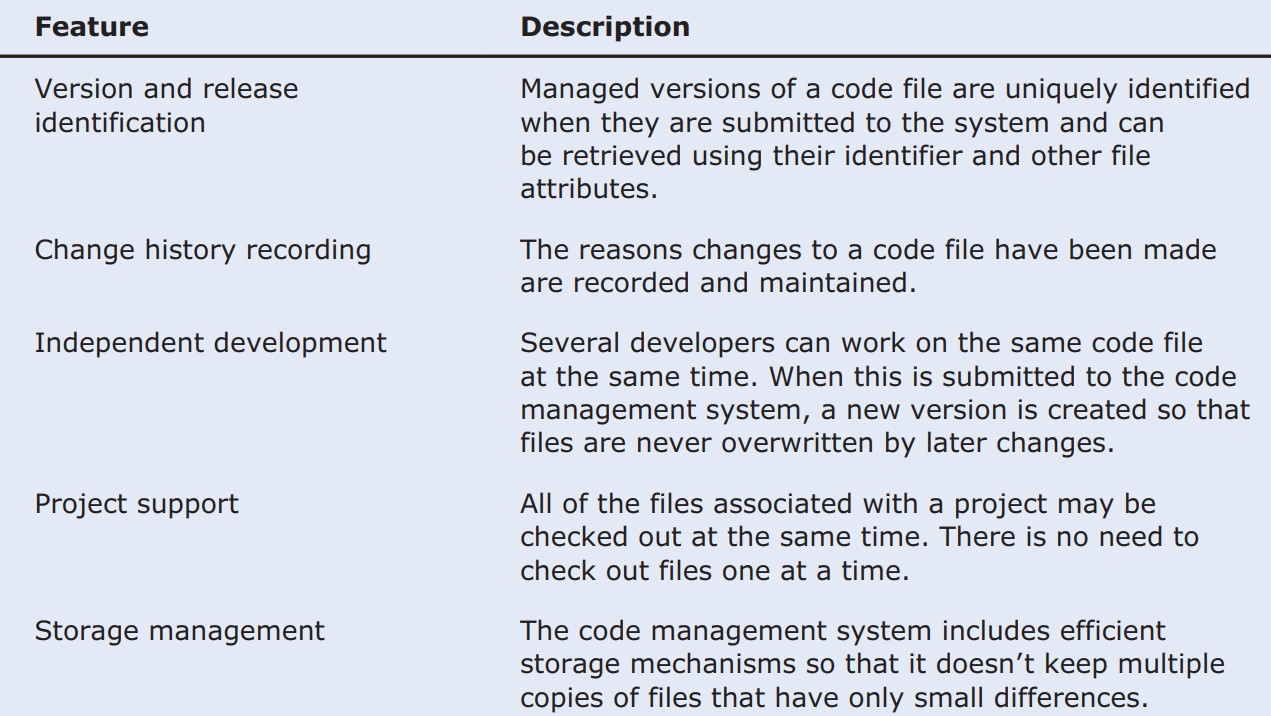 Feature Description
Version and release Managed versions of a code file are uniquely identified
identification when they are submitted to the system and can
be retrieved using their identifier and other file
attributes.
Change history recording The reasons changes to a code file have been made
are recorded and maintained.
Independent development Several developers can work on the same code file
at the same time. When this is submitted to the code
management system, a new version is created so that
files are never overwritten by later changes.
Project support All of the files associated with a project may be
checked out at the same time. There is no need to
check out files one at a time.
Storage management The code management system includes efficient
storage mechanisms so that it doesn’t keep multiple
copies of files that have only small differences.